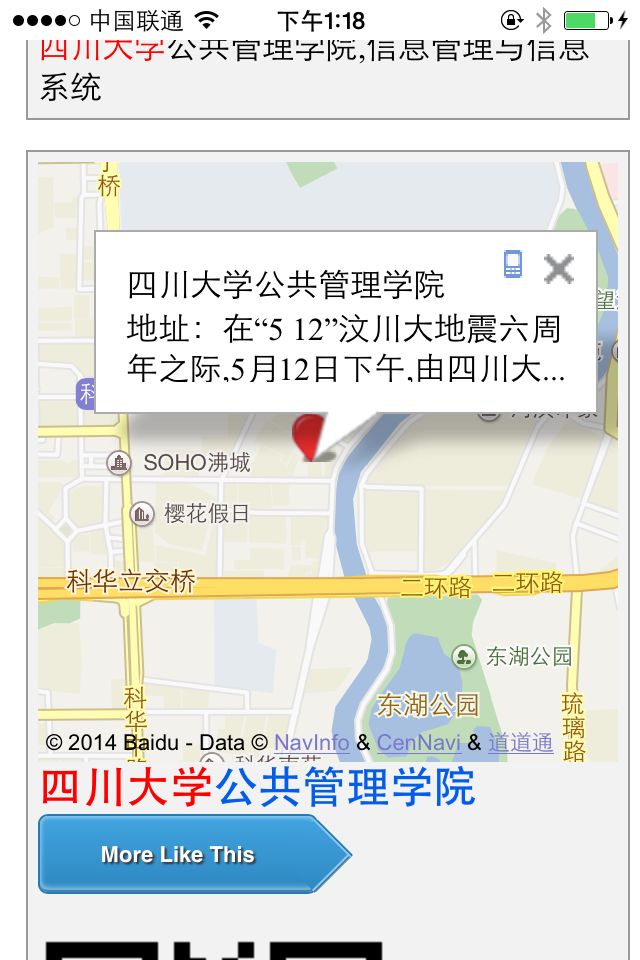 中国联通
下午1:18
四川大学公共管理学院,信息管理与信息
系统
桥
四川大学公共管理学院
地址：在“5 12”汶川大地震六周
年之际,5月12日下午,由四川大...
望
科
SOHO沸城
樱花假日
科华立交桥
二环路
二环路
东湖公园
东湖公园
科
华
路
琉
璃
路
© 2014 Baidu - Data © NavInfo & CenNavi & 道道通
四川大学公共管理学院
More Like This